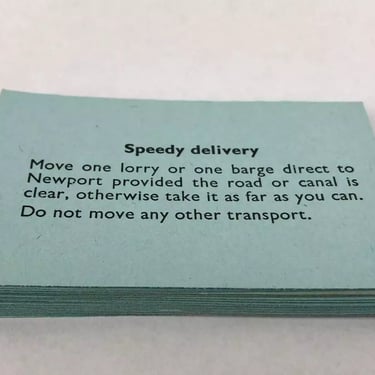 Speedy delivery
Move one lorry or one barge direct to
Newport provided the road or canal is
clear, otherwise take it as far as you can.
Do not move any other transport.